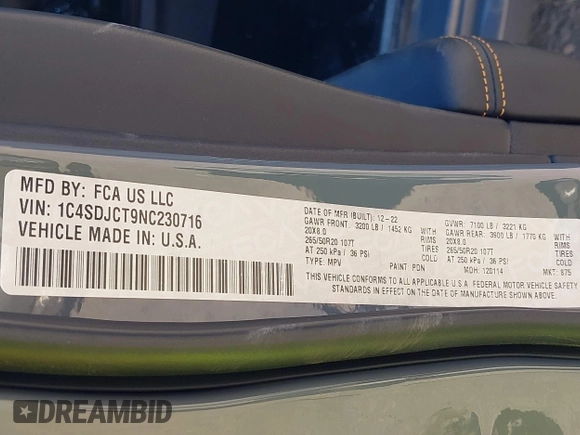 MFD BY: FCA US LLC
VIN: 1C4SDJCT9NC230716
VEHICLE MADE IN: U.S.A.
DATE OF MFR (BUILT): 12-22 GVWR: 7100 LB / 3221 KG
GAWR FRONT: 3200 LB / 1452 KG WITH GAWR REAR: 3900 LB / 1770 KG WITH
20X8.0 RIMS 20X8.0 RIMS
265/50R20 107T TIRES 265/50R20 107T TIRES
AT 250 kPa / 36 PSI COLD AT 250 kPa / 36 PSI COLD
TYPE: MPV PAINT: PDN MDH: 120114 MKT: 875
THIS VEHICLE CONFORMS TO ALL APPLICABLE U.S.A. FEDERAL MOTOR VEHICLE SAFETY
STANDARDS IN EFFECT ON THE DATE OF MANUFACTURE SHOWN ABOVE.
DREAMBID